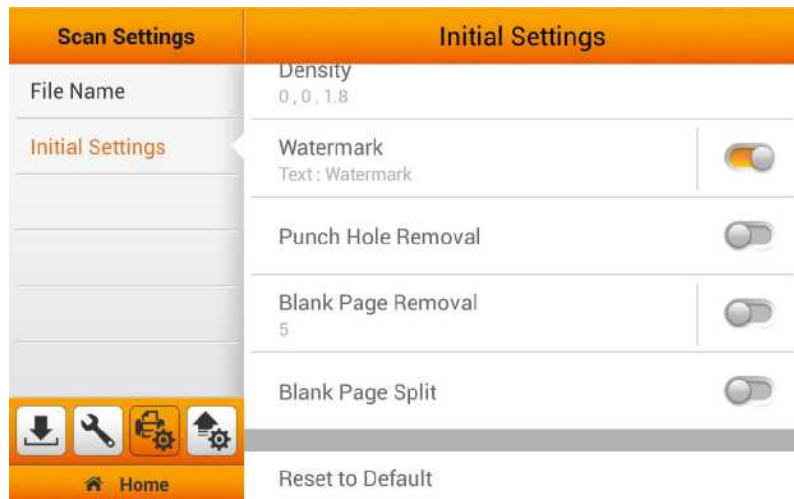 Scan Settings
Initial Settings
File Name
Initial Settings
Density
0 , 0 , 1.8
Watermark
Text : Watermark
Punch Hole Removal
Blank Page Removal
5
Blank Page Split
Reset to Default
Home